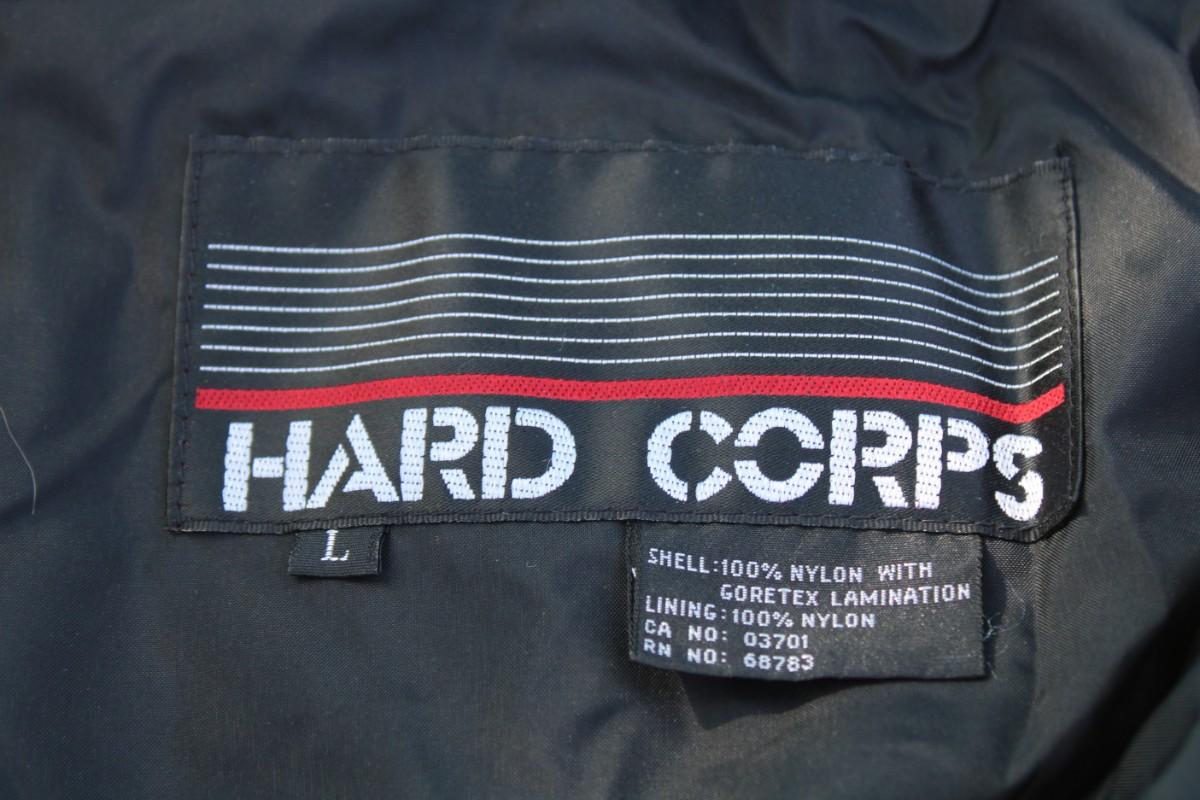 HARD CORPS
L
SHELL:100% NYLON WITH
GORETEX LAMINATION
LINING:100% NYLON
CA NO: 03701
RN NO: 68783